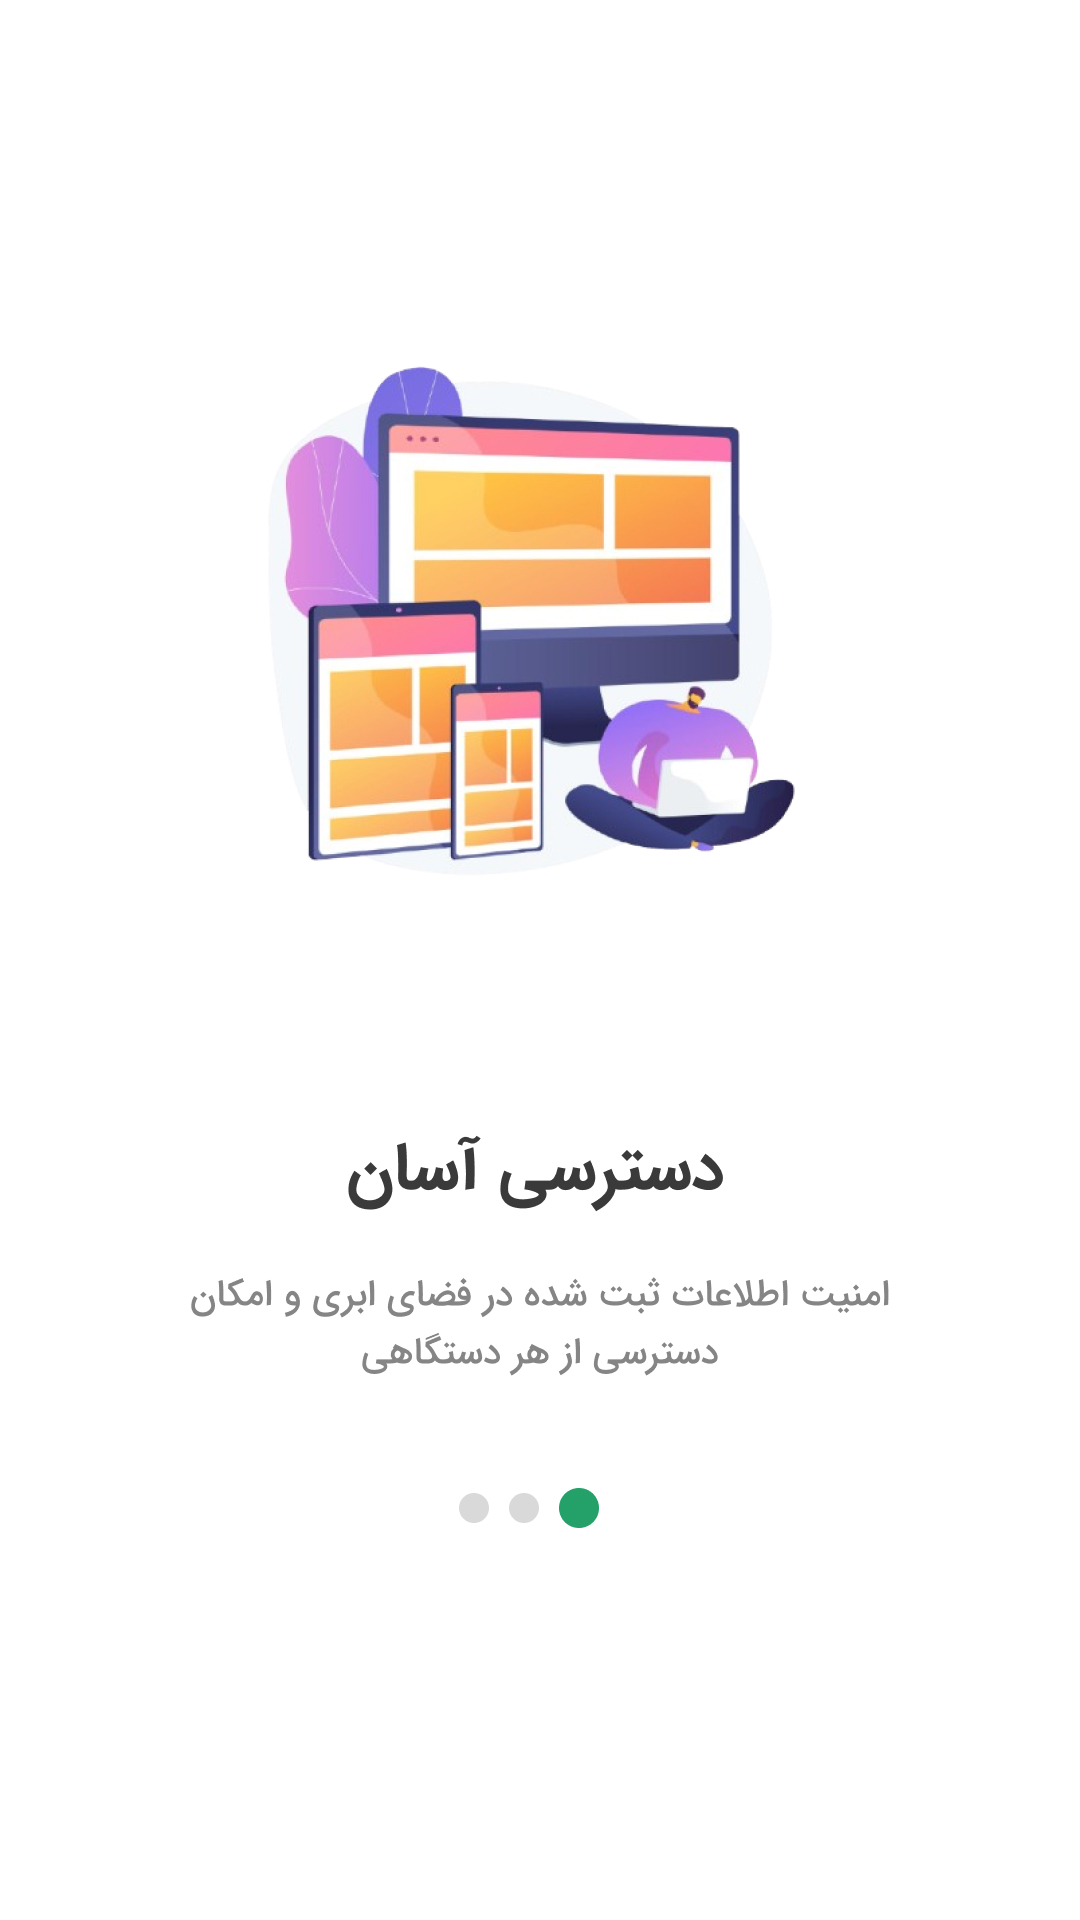 دسترسی آسان
امنیت اطلاعات ثبت شده در فضای ابری و امکان
دسترسی از هر دستگاهی